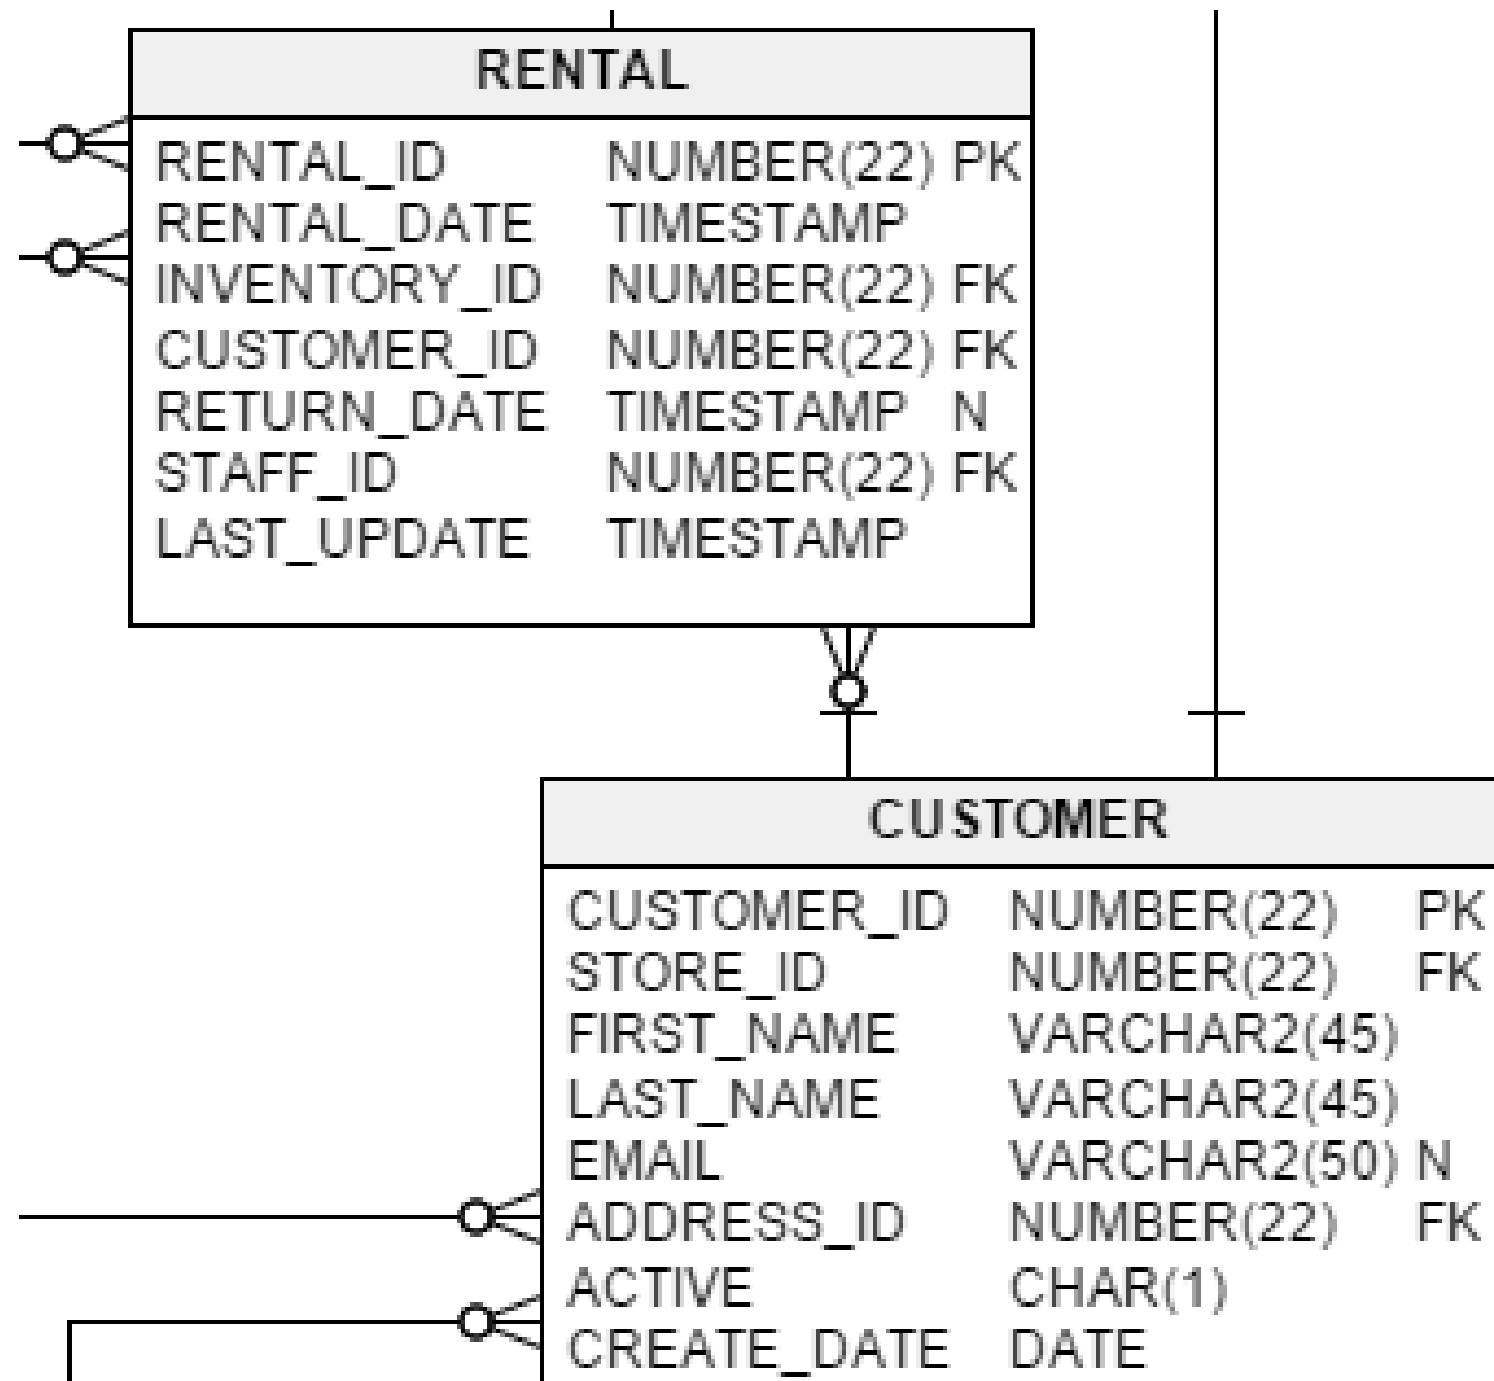 RENTAL
RENTAL_ID NUMBER(22) PK
RENTAL_DATE TIMESTAMP
INVENTORY_ID NUMBER(22) FK
CUSTOMER_ID NUMBER(22) FK
RETURN_DATE TIMESTAMP N
STAFF_ID NUMBER(22) FK
LAST_UPDATE TIMESTAMP
CUSTOMER
CUSTOMER_ID NUMBER(22) PK
STORE_ID NUMBER(22) FK
FIRST_NAME VARCHAR2(45)
LAST_NAME VARCHAR2(45)
EMAIL VARCHAR2(50) N
ADDRESS_ID NUMBER(22) FK
ACTIVE CHAR(1)
CREATE_DATE DATE